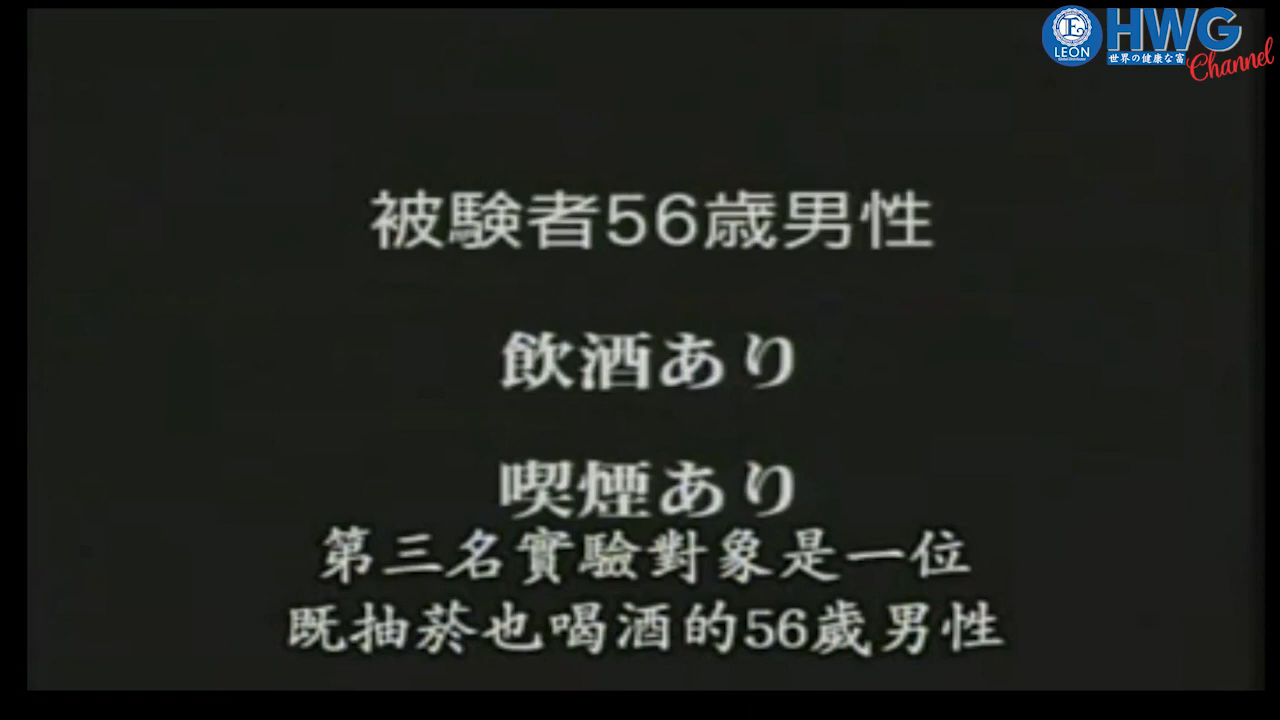 E
LEON
HWG
世界の健康な富
Channel
被験者56歳男性
飲酒あり
喫煙あり
第三名實驗對象是一位
既抽菸也喝酒的56歲男性